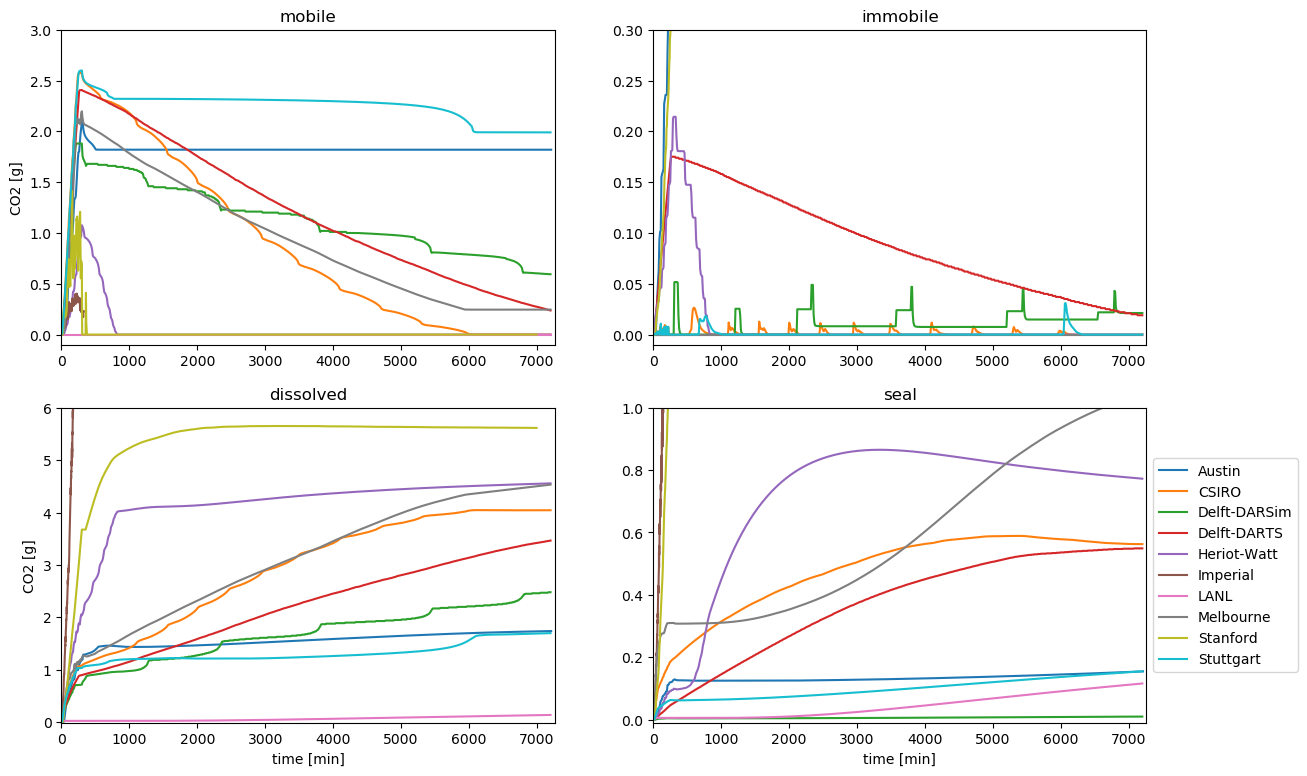 mobile
3.0
2.5
2.0
1.5
1.0
0.5
0.0
CO2 [g]
0 1000 2000 3000 4000 5000 6000 7000
immobile
0.30
0.25
0.20
0.15
0.10
0.05
0.00
0 1000 2000 3000 4000 5000 6000 7000
dissolved
6
5
4
3
2
1
0
CO2 [g]
0 1000 2000 3000 4000 5000 6000 7000
time [min]
seal
1.0
0.8
0.6
0.4
0.2
0.0
0 1000 2000 3000 4000 5000 6000 7000
time [min]
Austin
CSIRO
Delft-DARSim
Delft-DARTS
Heriot-Watt
Imperial
LANL
Melbourne
Stanford
Stuttgart